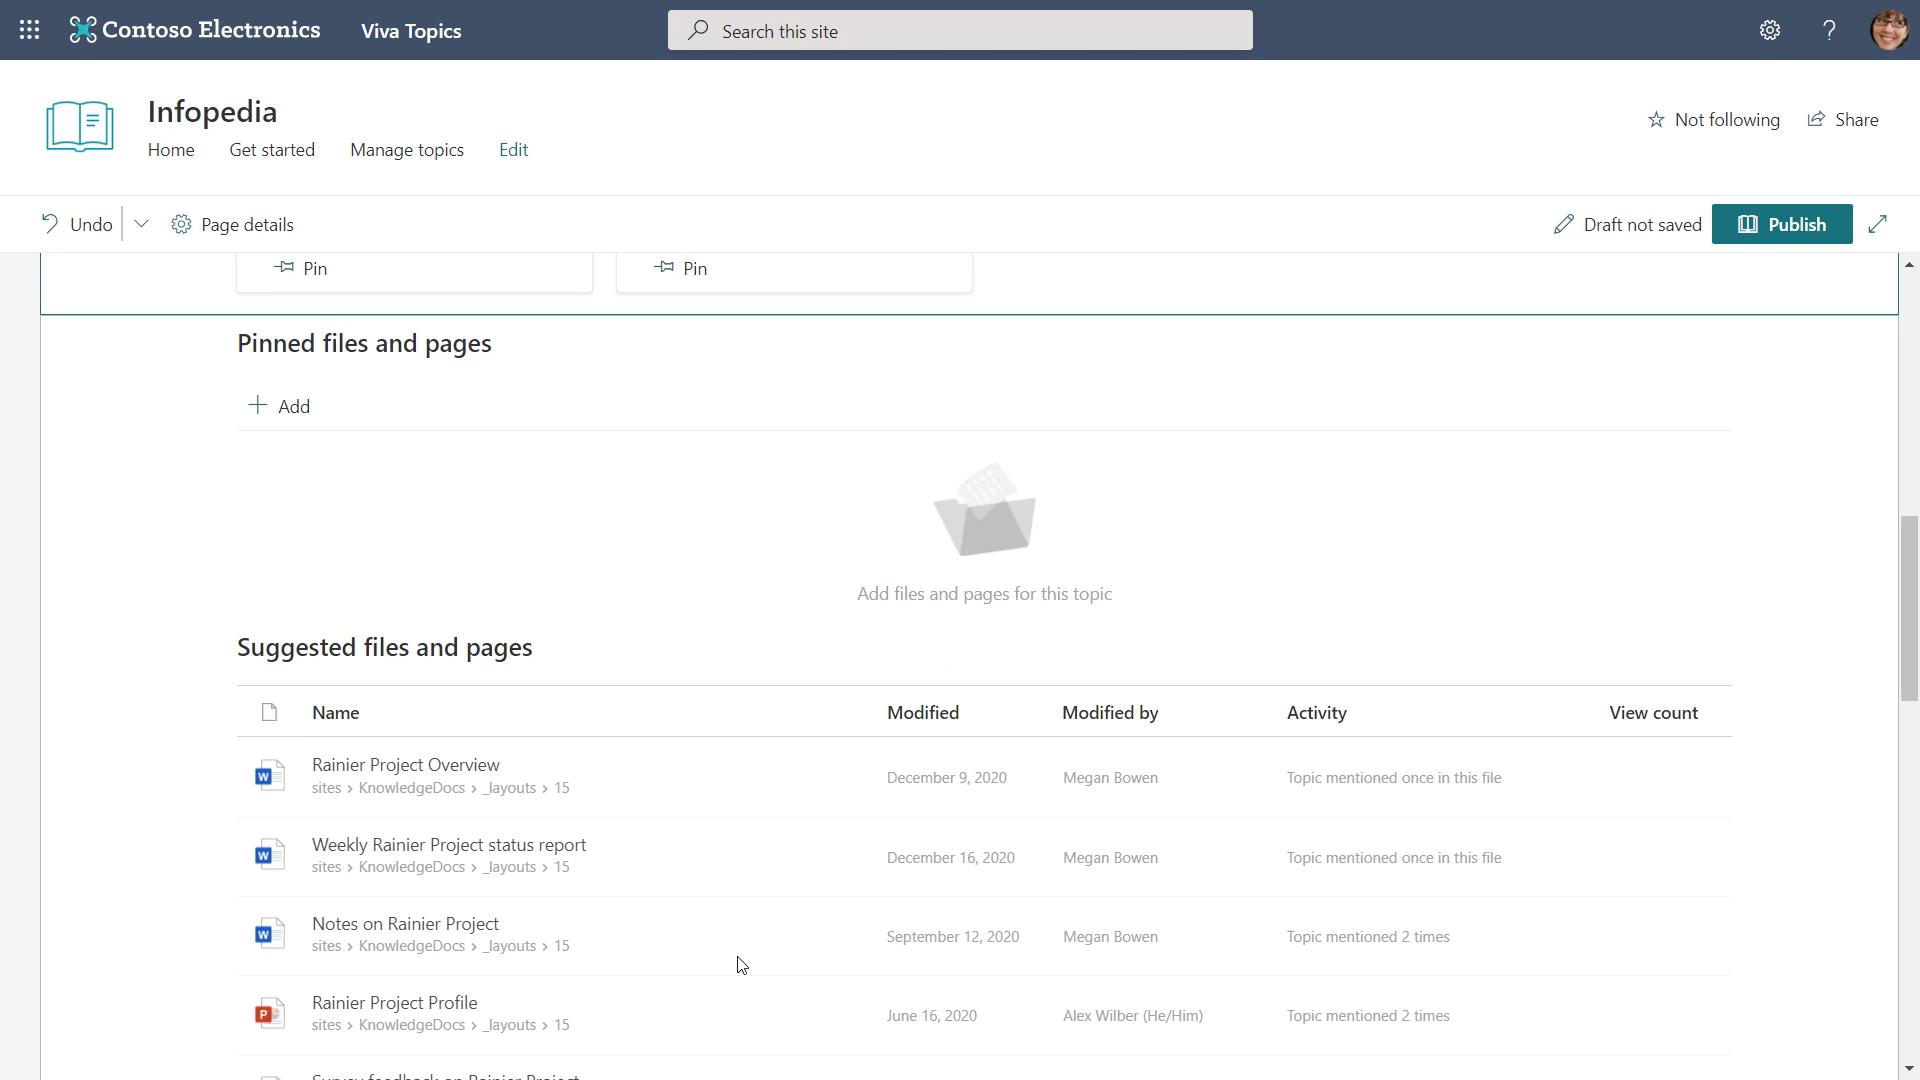 Contoso Electronics
Viva Topics
Search this site
Infopedia
Home
Get started
Manage topics
Edit
Not following
Share
Undo
Page details
Draft not saved
Publish
Pin
Pin
Pinned files and pages
Add
Add files and pages for this topic
Suggested files and pages
Name Modified Modified by Activity View count
Rainier Project Overview
sites > KnowledgeDocs > _layouts > 15
December 9, 2020
Megan Bowen
Topic mentioned once in this file
W
Weekly Rainier Project status report
sites > KnowledgeDocs > _layouts > 15
December 16, 2020
Megan Bowen
Topic mentioned once in this file
W
Notes on Rainier Project
sites > KnowledgeDocs > _layouts > 15
September 12, 2020
Megan Bowen
Topic mentioned 2 times
W
Rainier Project Profile
sites > KnowledgeDocs > _layouts > 15
June 16, 2020
Alex Wilber (He/Him)
Topic mentioned 2 times
P
Survey feedback on Rainier Project